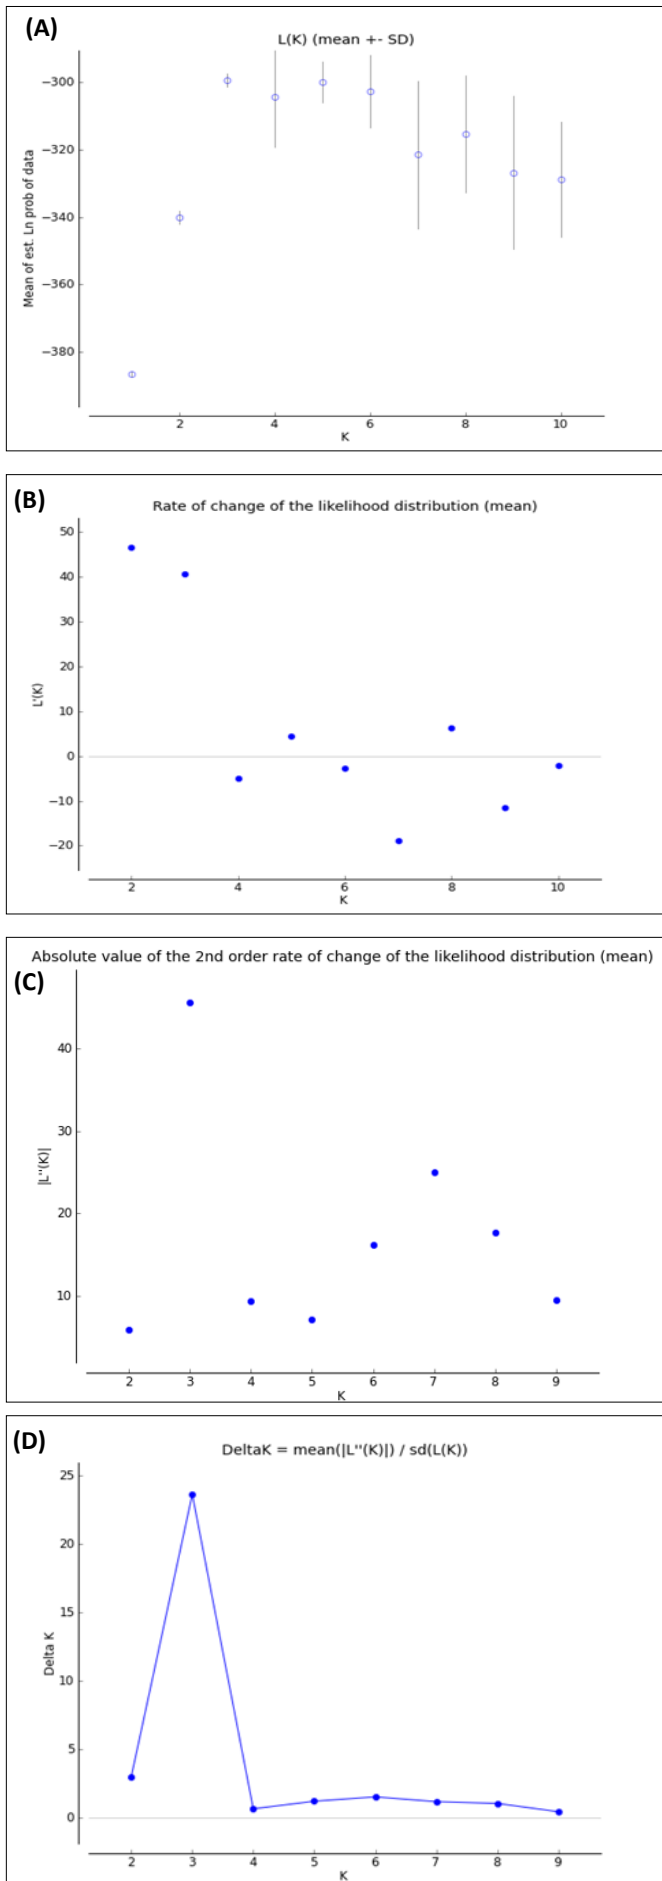 (A)
L(K) (mean +- SD)
Mean of est. Ln prob of data
−300
−320
−340
−360
−380
2 4 6 8 10
K
(B)
Rate of change of the likelihood distribution (mean)
L'(K)
50
40
30
20
10
0
−10
−20
2 4 6 8 10
K
Absolute value of the 2nd order rate of change of the likelihood distribution (mean)
(C)
|L''(K)|
40
30
20
10
2 3 4 5 6 7 8 9
K
(D)
DeltaK = mean(|L''(K)|) / sd(L(K))
Delta K
25
20
15
10
5
0
2 3 4 5 6 7 8 9
K